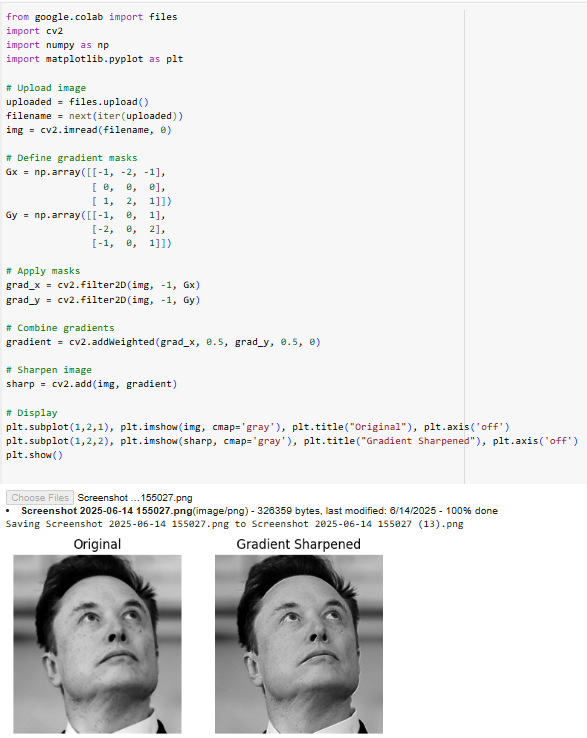 from google.colab import files
import cv2
import numpy as np
import matplotlib.pyplot as plt

# Upload image
uploaded = files.upload()
filename = next(iter(uploaded))
img = cv2.imread(filename, 0)

# Define gradient masks
Gx = np.array([[-1, -2, -1],
               [ 0,  0,  0],
               [ 1,  2,  1]])
Gy = np.array([[-1,  0,  1],
               [-2,  0,  2],
               [-1,  0,  1]])

# Apply masks
grad_x = cv2.filter2D(img, -1, Gx)
grad_y = cv2.filter2D(img, -1, Gy)

# Combine gradients
gradient = cv2.addWeighted(grad_x, 0.5, grad_y, 0.5, 0)

# Sharpen image
sharp = cv2.add(img, gradient)

# Display
plt.subplot(1,2,1), plt.imshow(img, cmap='gray'), plt.title("Original"), plt.axis('off')
plt.subplot(1,2,2), plt.imshow(sharp, cmap='gray'), plt.title("Gradient Sharpened"), plt.axis('off')
plt.show()

Choose Files Screenshot ...155027.png
• Screenshot 2025-06-14 155027.png(image/png) - 326359 bytes, last modified: 6/14/2025 - 100% done
Saving Screenshot 2025-06-14 155027.png to Screenshot 2025-06-14 155027 (13).png
Original Gradient Sharpened